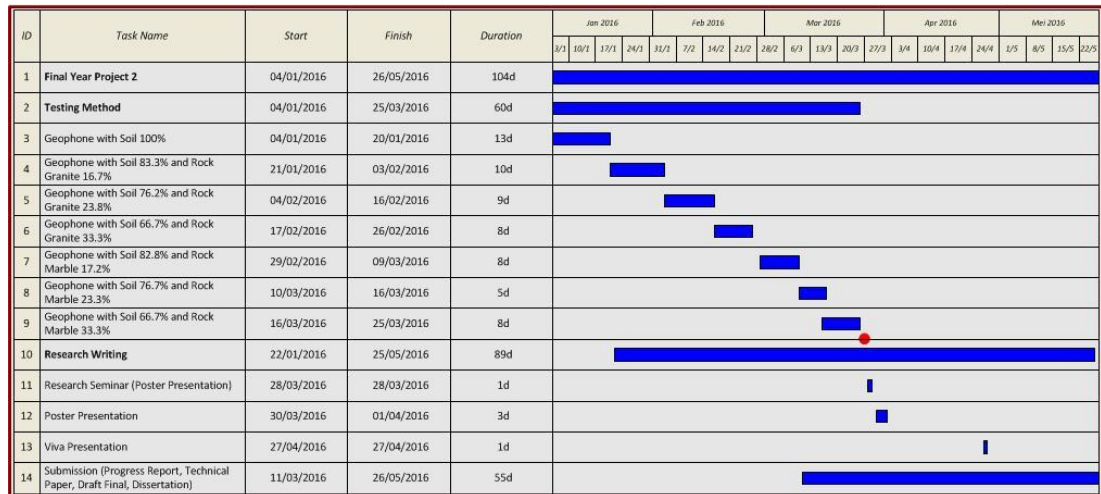 ID Task Name Start Finish Duration Jan 2016 Feb 2016 Mar 2016 Apr 2016 Mei 2016
3/1 10/1 17/1 24/1 31/1 7/2 14/2 21/2 28/2 6/3 13/3 20/3 27/3 3/4 10/4 17/4 24/4 1/5 8/5 15/5 22/5
1 Final Year Project 2 04/01/2016 26/05/2016 104d
2 Testing Method 04/01/2016 25/03/2016 60d
3 Geophone with Soil 100% 04/01/2016 20/01/2016 13d
4 Geophone with Soil 83.3% and Rock
Granite 16.7% 21/01/2016 03/02/2016 10d
5 Geophone with Soil 76.2% and Rock
Granite 23.8% 04/02/2016 16/02/2016 9d
6 Geophone with Soil 66.7% and Rock
Granite 33.3% 17/02/2016 26/02/2016 8d
7 Geophone with Soil 82.8% and Rock
Marble 17.2% 29/02/2016 09/03/2016 8d
8 Geophone with Soil 76.7% and Rock
Marble 23.3% 10/03/2016 16/03/2016 5d
9 Geophone with Soil 66.7% and Rock
Marble 33.3% 16/03/2016 25/03/2016 8d
10 Research Writing 22/01/2016 25/05/2016 89d
11 Research Seminar (Poster Presentation) 28/03/2016 28/03/2016 1d
12 Poster Presentation 30/03/2016 01/04/2016 3d
13 Viva Presentation 27/04/2016 27/04/2016 1d
14 Submission (Progress Report, Technical
Paper, Draft Final, Dissertation) 11/03/2016 26/05/2016 55d